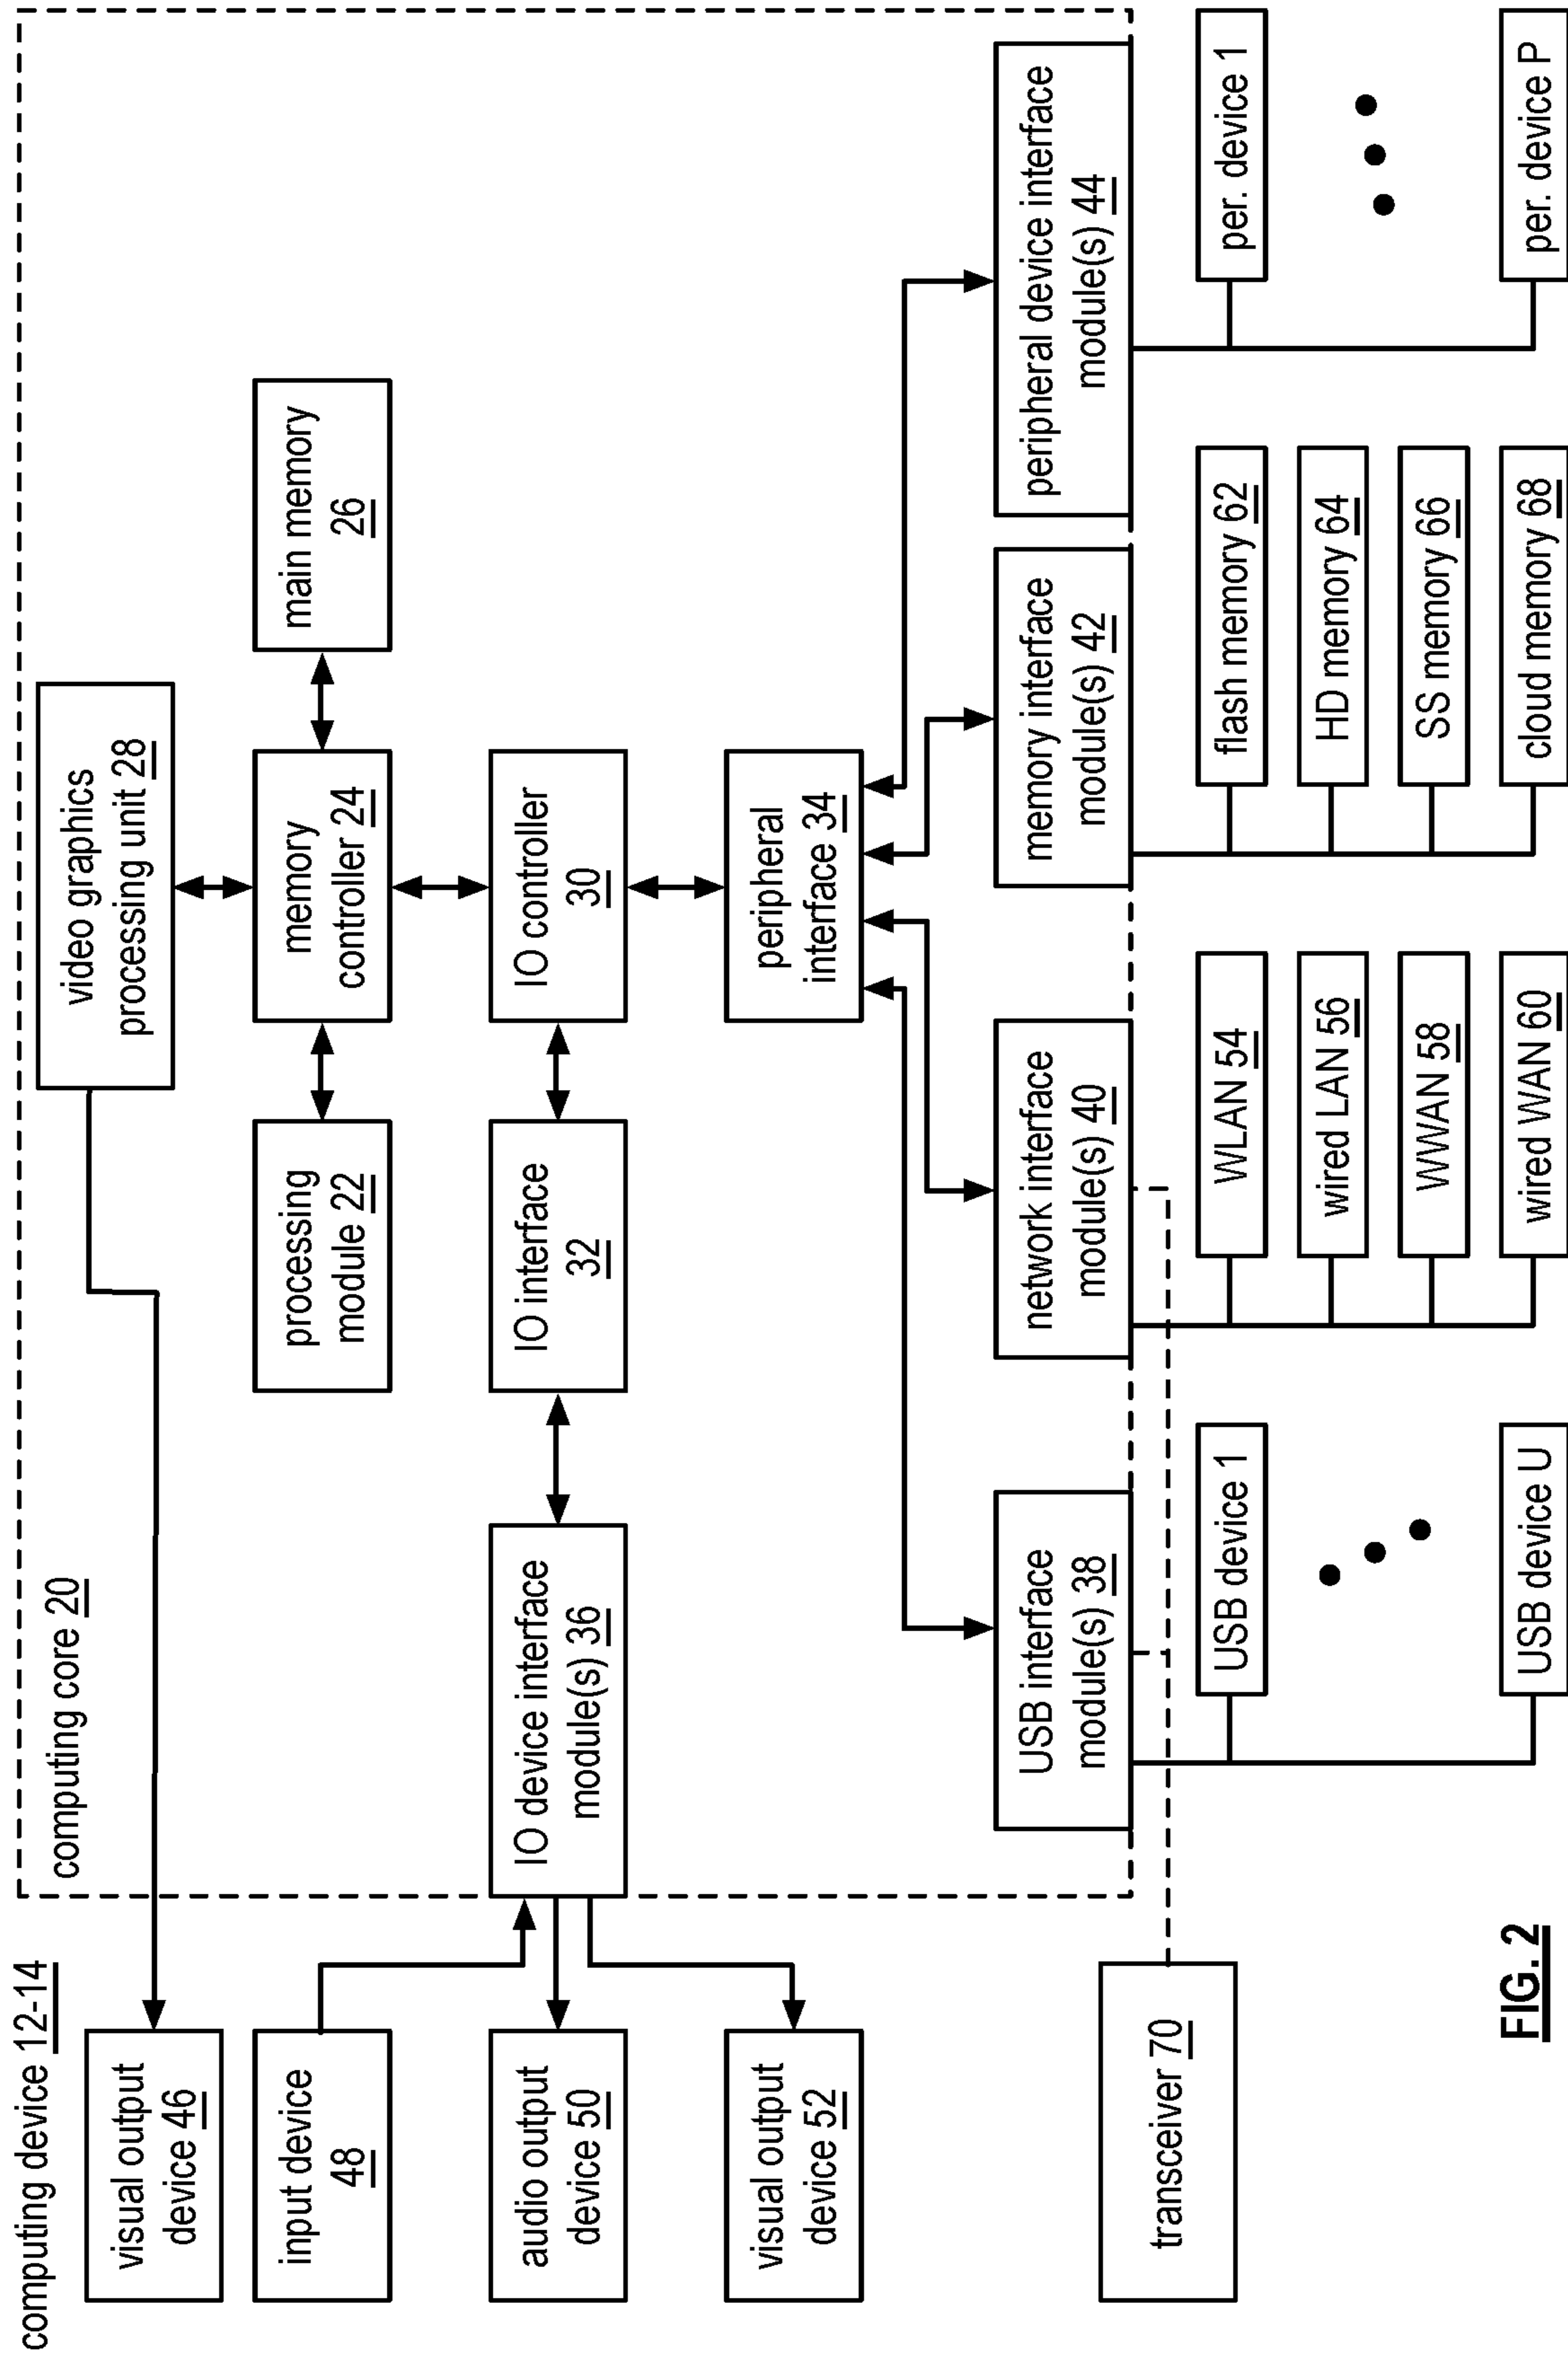 computing device 12-14
computing core 20
visual output
device 46
input device
48
audio output
device 50
visual output
device 52
transceiver 70
video graphics
processing unit 28
processing
module 22
memory
controller 24
main memory
26
IO device interface
module(s) 36
IO interface
32
IO controller
30
peripheral
interface 34
USB interface
module(s) 38
network interface
module(s) 40
memory interface
module(s) 42
peripheral device interface
module(s) 44
USB device 1
USB device U
WLAN 54
wired LAN 56
WWAN 58
wired WAN 60
flash memory 62
HD memory 64
SS memory 66
cloud memory 68
per. device 1
per. device P
FIG. 2